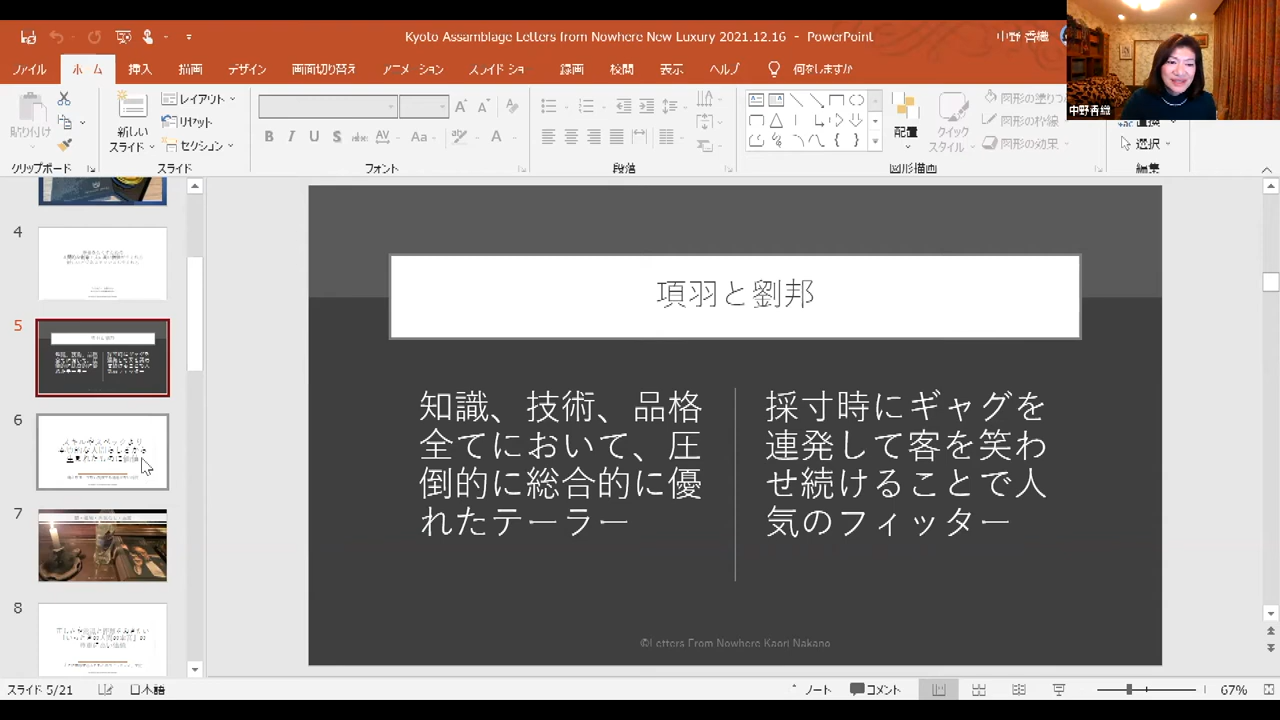 Kyoto Assemblage Letters from Nowhere New Luxury 2021.12.16 - PowerPoint
中野 香織
ファイル
ホーム
挿入
描画
デザイン
画面切り替え
アニメーション
スライド ショ
録画
校閲
表示
ヘルプ
何をしますか
中野香織
貼り付け
新しい
スライド
レイアウト
リセット
セクション
クリップボード
スライド
フォント
段落
配置
クイック
スタイル
図形の塗りつ
図形の枠線
図形の効果
図形描画
置換
選択
編集
4
5
6
7
8
項羽と劉邦
知識、技術、品格
全てにおいて、圧
倒的に総合的に優
れたテーラー
採寸時にギャグを
連発して客を笑わ
せ続けることで人
気のフィッター
©Letters From Nowhere Kaori Nakano
スライド 5/21
日本語
ノート
コメント
67%